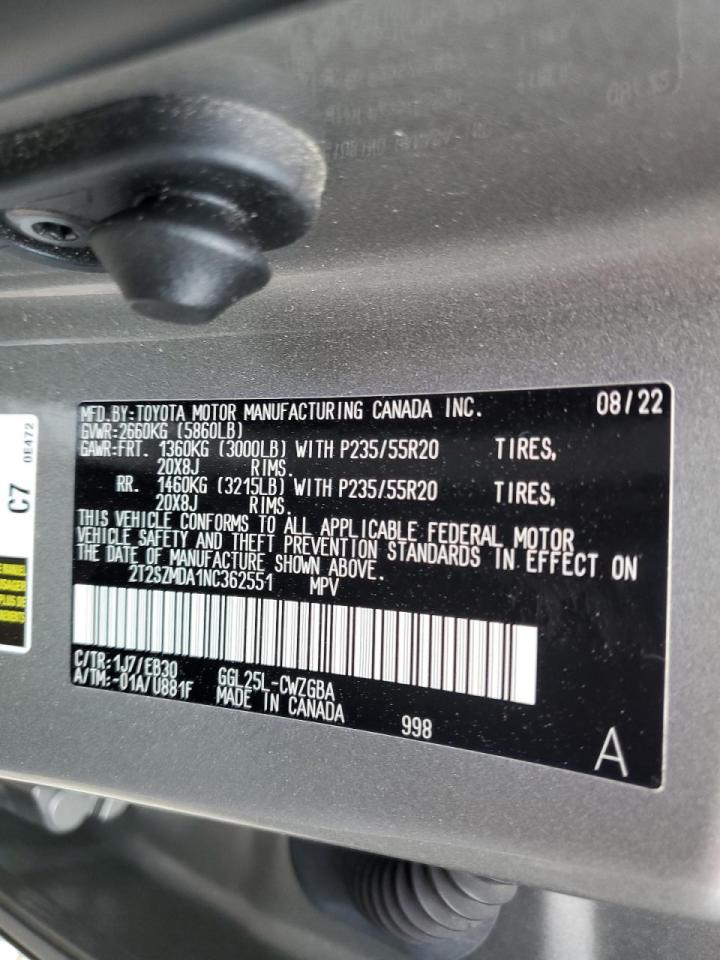 MFD.BY:TOYOTA MOTOR MANUFACTURING CANADA INC. 08/22
GVWR:2660KG (5860LB)
GAWR:FRT. 1360KG (3000LB) WITH P235/55R20 TIRES,
20X8J RIMS.
RR. 1460KG (3215LB) WITH P235/55R20 TIRES,
20X8J RIMS.
THIS VEHICLE CONFORMS TO ALL APPLICABLE FEDERAL MOTOR
VEHICLE SAFETY AND THEFT PREVENTION STANDARDS IN EFFECT ON
THE DATE OF MANUFACTURE SHOWN ABOVE.
2T2SZMDA1NC362551 MPV
C/TR:1J7/EB30
A/TM:-01A/U881F
GGL25L-CWZGBA
MADE IN CANADA
998
A
C7
0E472